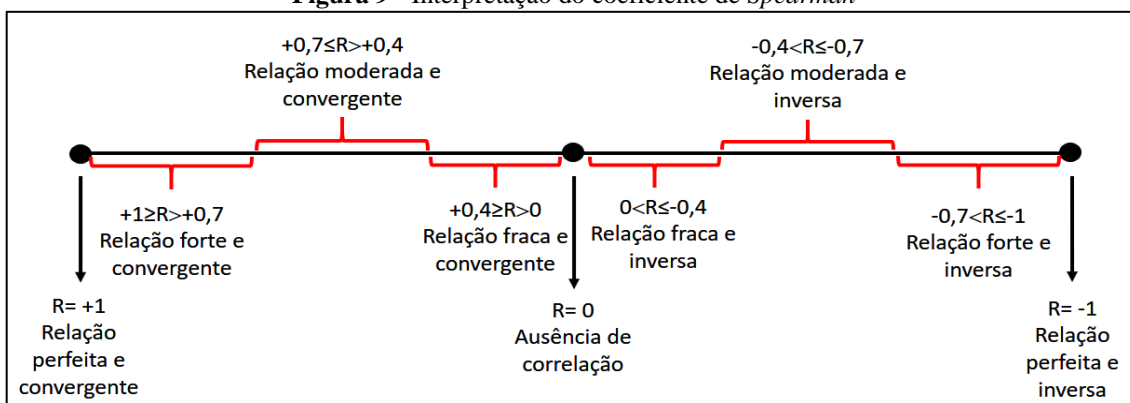 Figura 9 - Interpretação do coeficiente de Spearman
+0,7≤R>+0,4
Relação moderada e
convergente
-0,4<R≤-0,7
Relação moderada e
inversa
+1≥R>+0,7
Relação forte e
convergente
+0,4≥R>0
Relação fraca e
convergente
0<R≤-0,4
Relação fraca e
inversa
-0,7<R≤-1
Relação forte e
inversa
R= +1
Relação
perfeita e
convergente
R= 0
Ausência de
correlação
R= -1
Relação
perfeita e
inversa